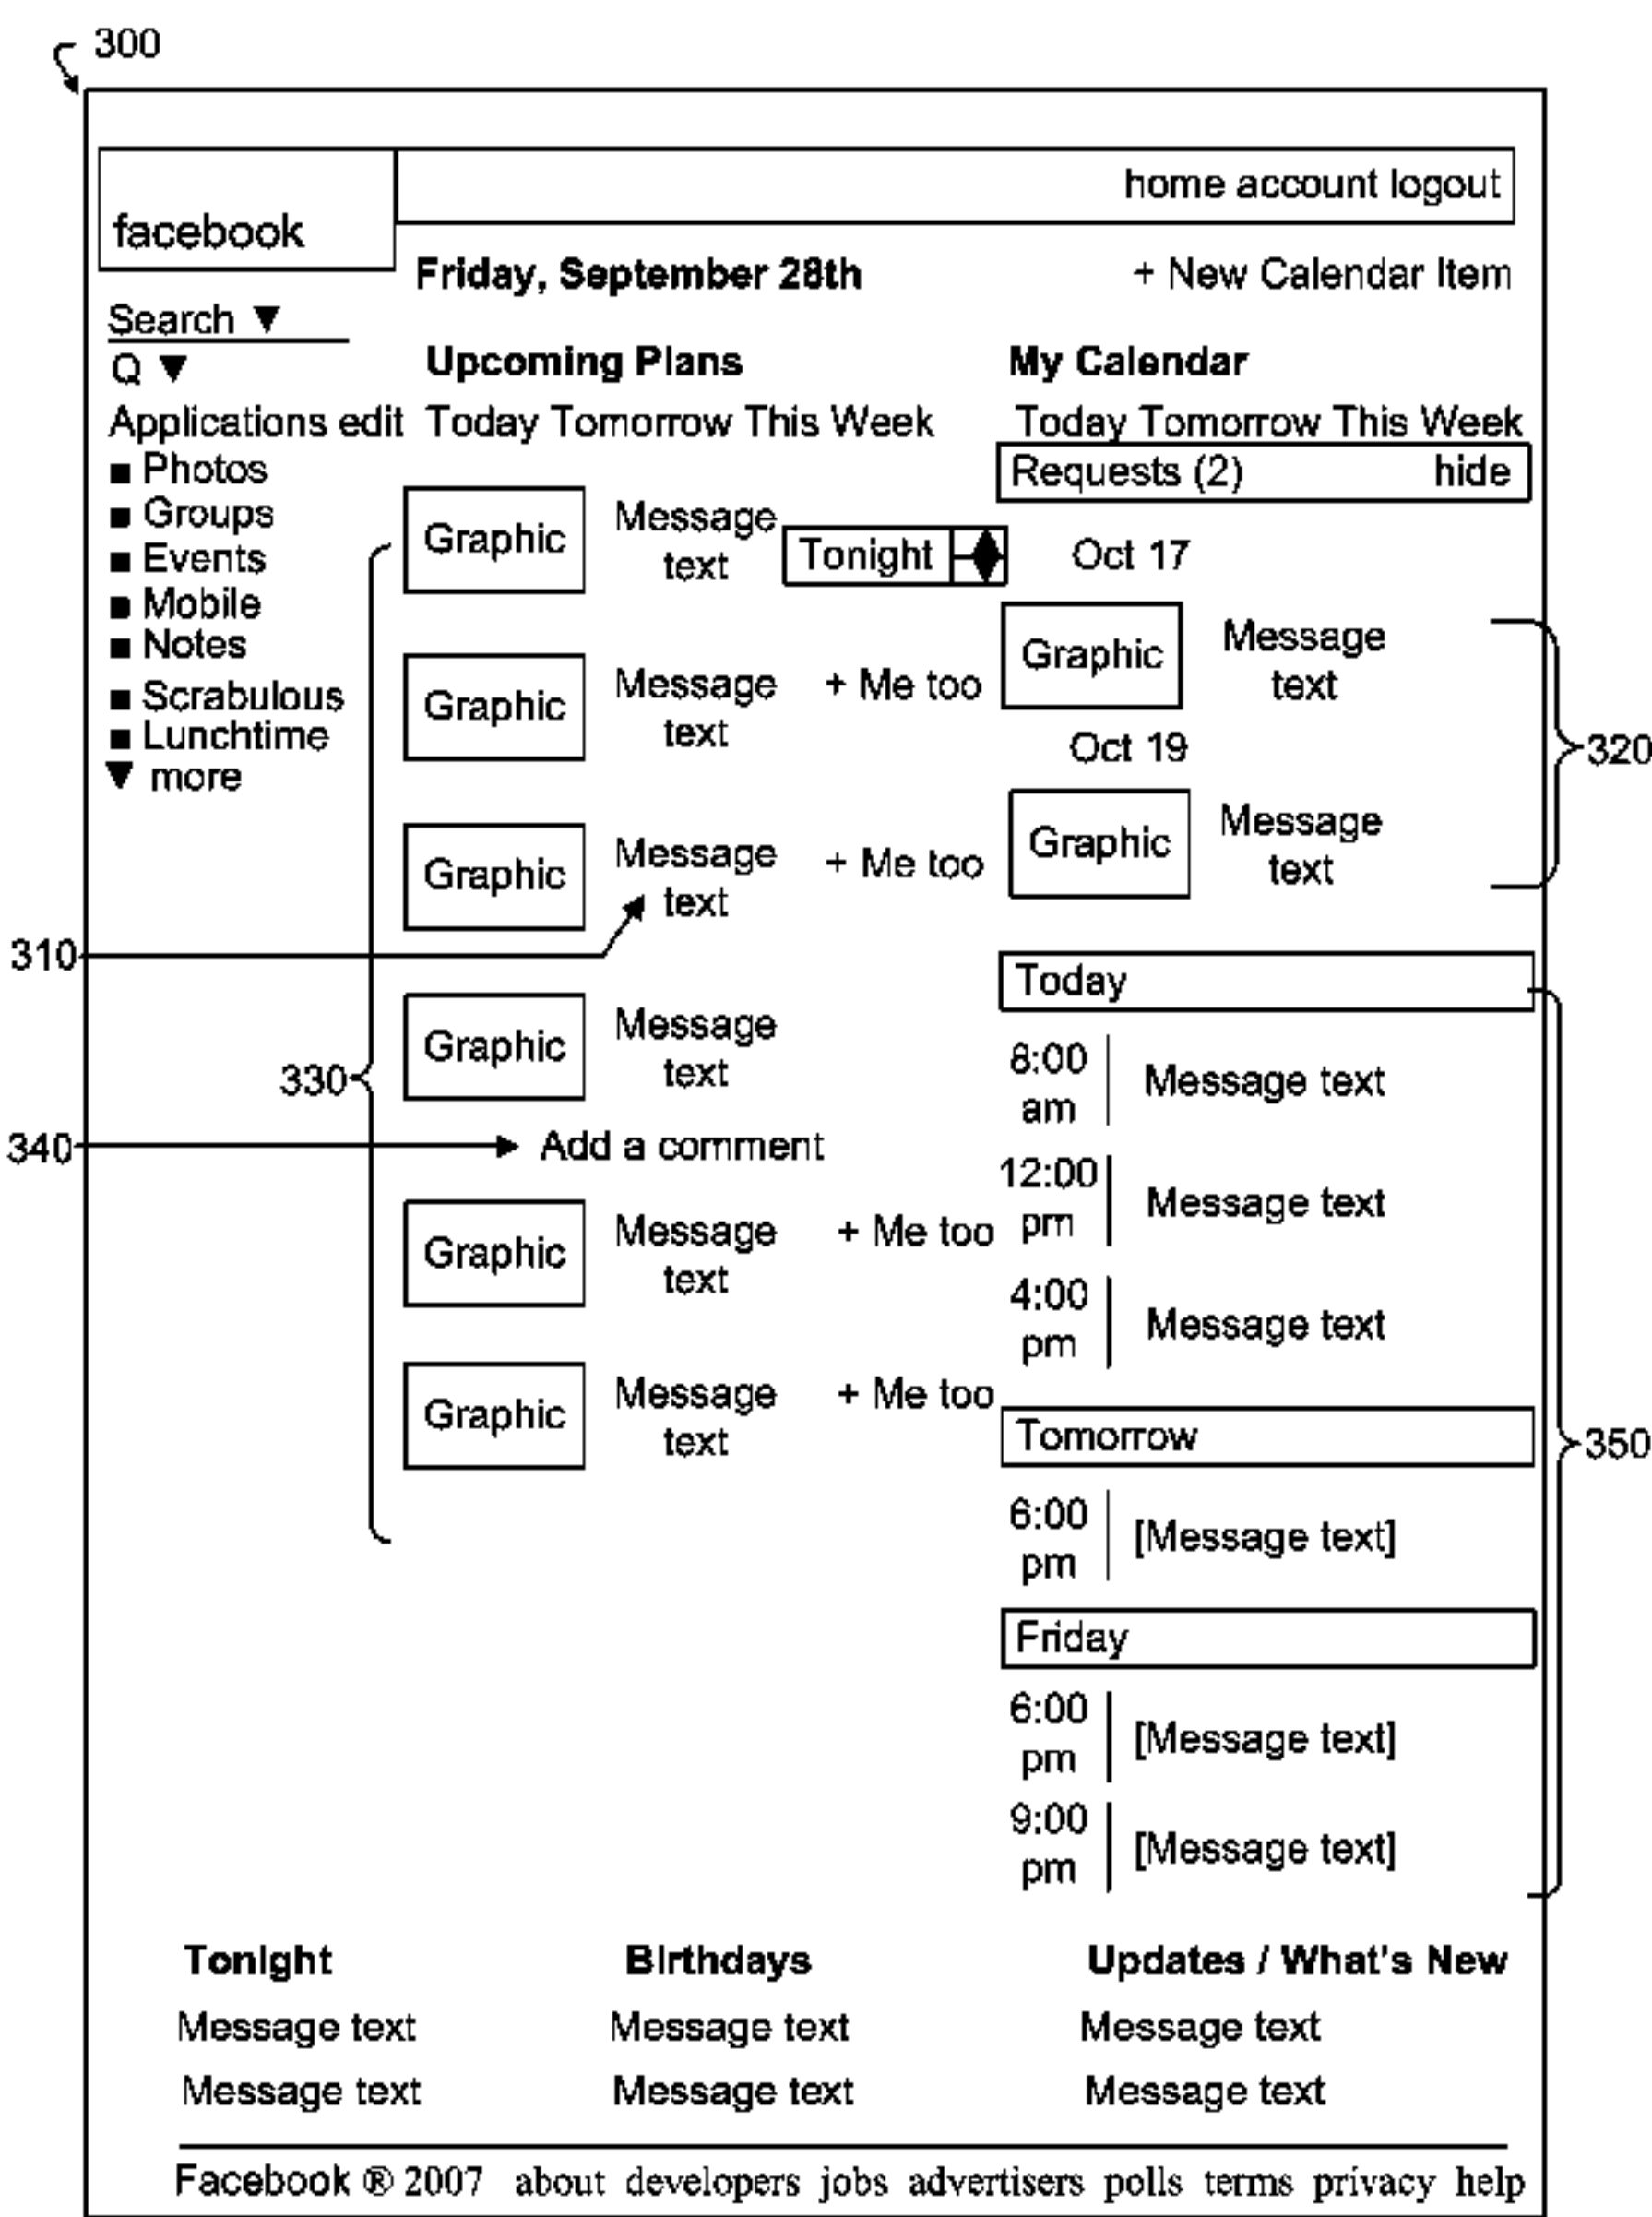 300
home account logout
facebook
Friday, September 28th
+ New Calendar Item
Search ▼
Q ▼
Applications edit
■ Photos
■ Groups
■ Events
■ Mobile
■ Notes
■ Scrabulous
■ Lunchtime
▼ more
Upcoming Plans
Today Tomorrow This Week
Graphic
Message
text
Tonight
Graphic
Message
text
+ Me too
Graphic
Message
text
+ Me too
310
Graphic
Message
text
330
340
Add a comment
Graphic
Message
text
+ Me too
Graphic
Message
text
+ Me too
My Calendar
Today Tomorrow This Week
Requests (2) hide
Oct 17
Graphic
Message
text
Oct 19
Graphic
Message
text
320
Today
8:00
am
Message text
12:00
pm
Message text
4:00
pm
Message text
Tomorrow
6:00
pm
[Message text]
Friday
6:00
pm
[Message text]
9:00
pm
[Message text]
350
Tonight
Message text
Message text
Birthdays
Message text
Message text
Updates / What's New
Message text
Message text
Facebook ® 2007 about developers jobs advertisers polls terms privacy help